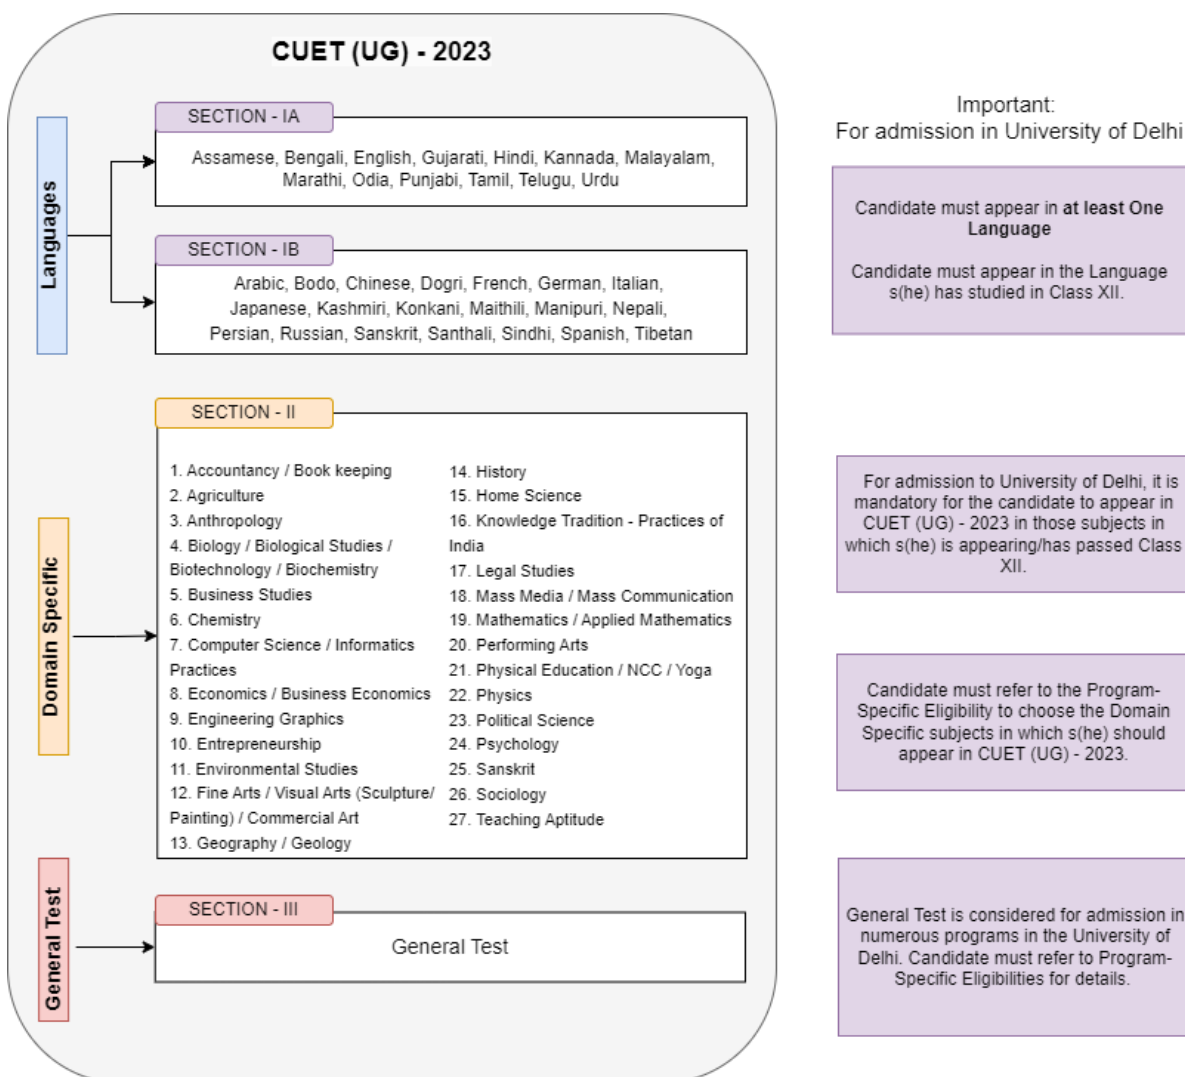 CUET (UG) - 2023
Languages
SECTION - IA
Assamese, Bengali, English, Gujarati, Hindi, Kannada, Malayalam,
Marathi, Odia, Punjabi, Tamil, Telugu, Urdu
SECTION - IB
Arabic, Bodo, Chinese, Dogri, French, German, Italian,
Japanese, Kashmiri, Konkani, Maithili, Manipuri, Nepali,
Persian, Russian, Sanskrit, Santhali, Sindhi, Spanish, Tibetan
Domain Specific
SECTION - II
1. Accountancy / Book keeping
2. Agriculture
3. Anthropology
4. Biology / Biological Studies /
Biotechnology / Biochemistry
5. Business Studies
6. Chemistry
7. Computer Science / Informatics
Practices
8. Economics / Business Economics
9. Engineering Graphics
10. Entrepreneurship
11. Environmental Studies
12. Fine Arts / Visual Arts (Sculpture/
Painting) / Commercial Art
13. Geography / Geology
14. History
15. Home Science
16. Knowledge Tradition - Practices of
India
17. Legal Studies
18. Mass Media / Mass Communication
19. Mathematics / Applied Mathematics
20. Performing Arts
21. Physical Education / NCC / Yoga
22. Physics
23. Political Science
24. Psychology
25. Sanskrit
26. Sociology
27. Teaching Aptitude
General Test
SECTION - III
General Test
Important:
For admission in University of Delhi
Candidate must appear in at least One
Language
Candidate must appear in the Language
s(he) has studied in Class XII.
For admission to University of Delhi, it is
mandatory for the candidate to appear in
CUET (UG) - 2023 in those subjects in
which s(he) is appearing/has passed Class
XII.
Candidate must refer to the Program-
Specific Eligibility to choose the Domain
Specific subjects in which s(he) should
appear in CUET (UG) - 2023.
General Test is considered for admission in
numerous programs in the University of
Delhi. Candidate must refer to Program-
Specific Eligibilities for details.